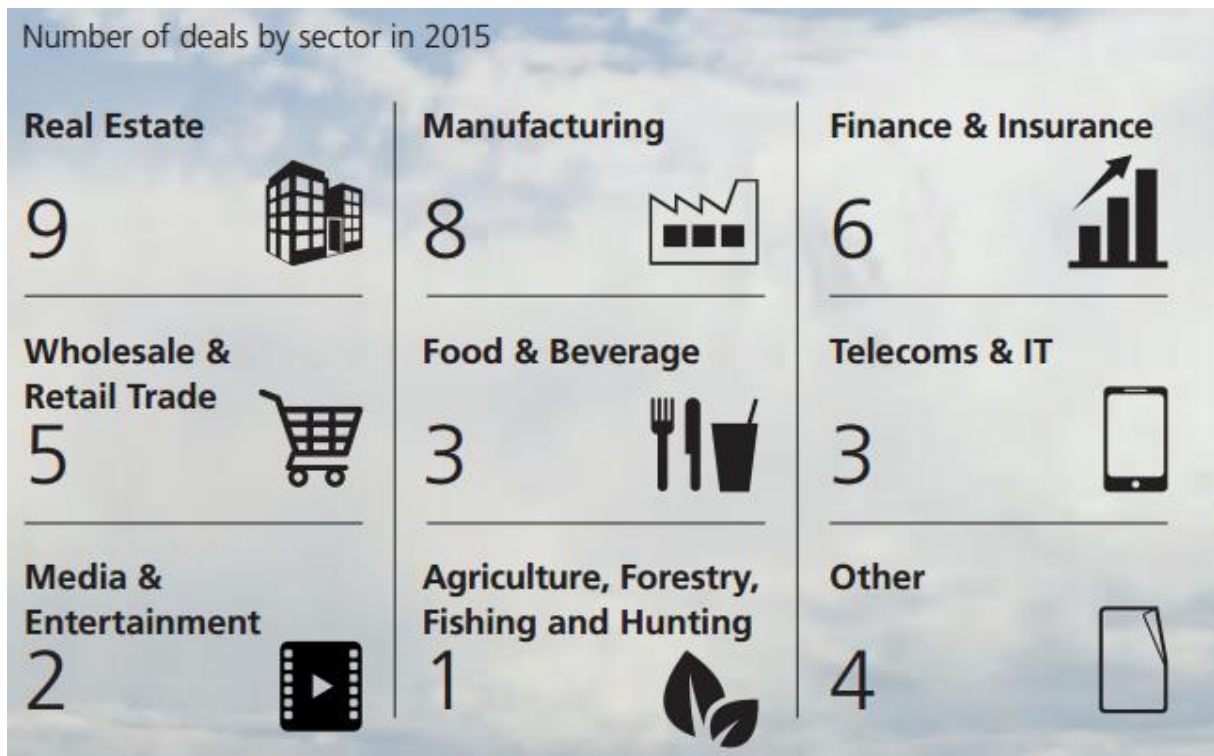 Number of deals by sector in 2015
Real Estate
9
Manufacturing
8
Finance & Insurance
6
Wholesale &
Retail Trade
5
Food & Beverage
3
Telecoms & IT
3
Media &
Entertainment
2
Agriculture, Forestry,
Fishing and Hunting
1
Other
4